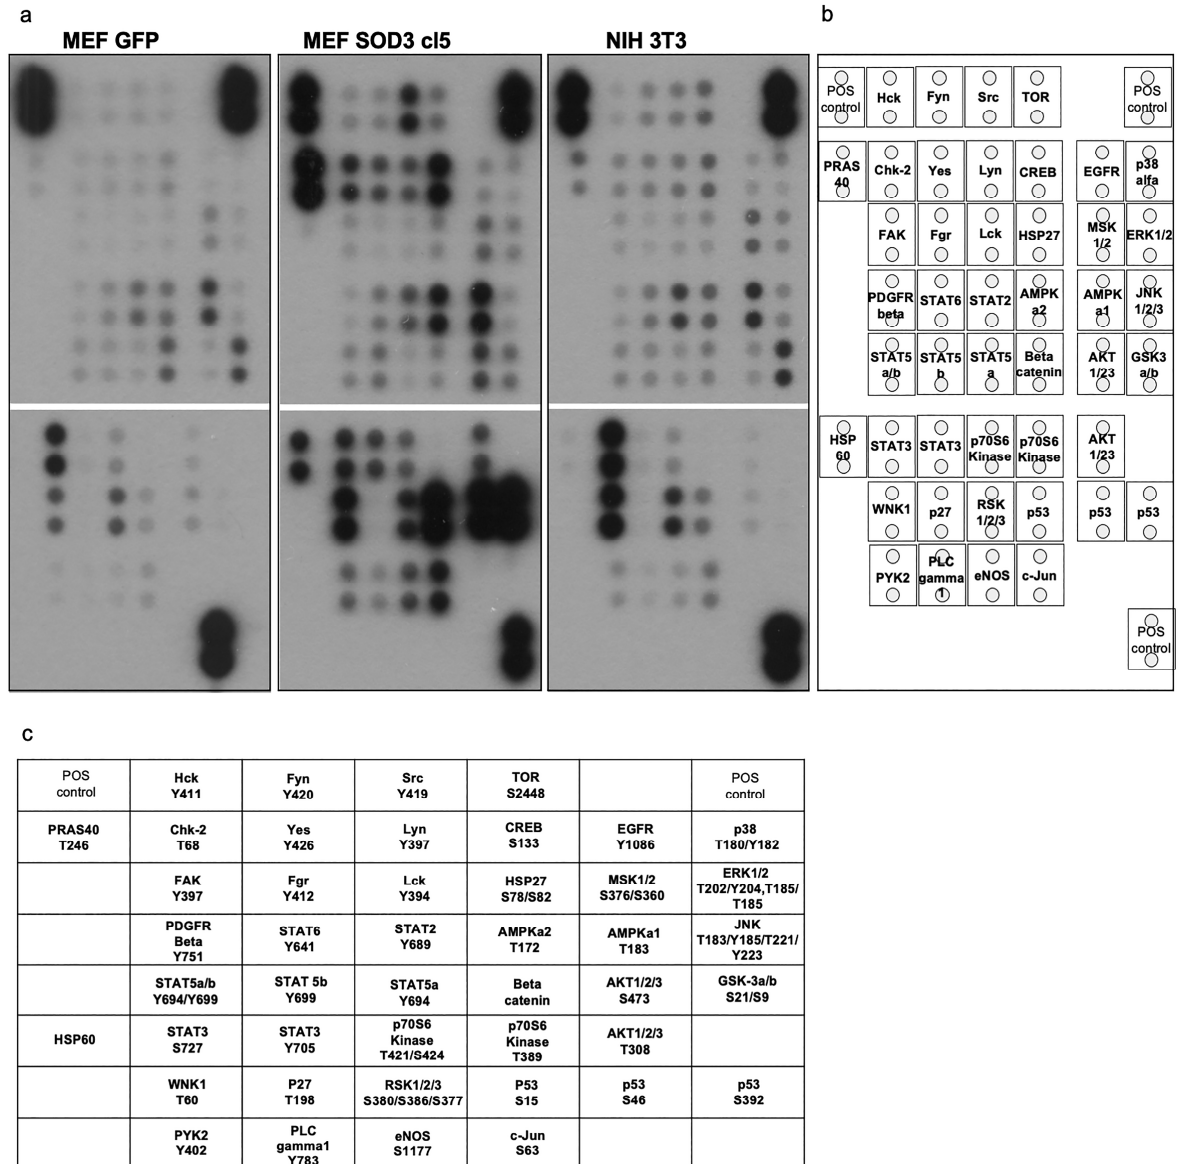 a
b
MEF GFP
MEF SOD3 cl5
NIH 3T3
POS
control
Hck
Fyn
Src
TOR
POS
control
PRAS
40
Chk-2
Yes
Lyn
CREB
EGFR
p38
alfa
FAK
Fgr
Lck
HSP27
MSK
1/2
ERK1/2
PDGFR
beta
STAT6
STAT2
AMPK
a2
AMPK
a1
JNK
1/2/3
STAT5
a/b
STAT5
b
STAT5
a
Beta
catenin
AKT
1/23
GSK3
a/b
HSP
60
STAT3
STAT3
p70S6
Kinase
p70S6
Kinase
AKT
1/23
WNK1
p27
RSK
1/2/3
p53
p53
p53
PYK2
PLC
gamma
1
eNOS
c-Jun
POS
control
c
POS
control
Hck
Y411
Fyn
Y420
Src
Y419
TOR
S2448
POS
control
PRAS40
T246
Chk-2
T68
Yes
Y426
Lyn
Y397
CREB
S133
EGFR
Y1086
p38
T180/Y182
FAK
Y397
Fgr
Y412
Lck
Y394
HSP27
S78/S82
MSK1/2
S376/S360
ERK1/2
T202/Y204,T185/
T185
PDGFR
Beta
Y751
STAT6
Y641
STAT2
Y689
AMPKa2
T172
AMPKa1
T183
JNK
T183/Y185/T221/
Y223
STAT5a/b
Y694/Y699
STAT 5b
Y699
STAT5a
Y694
Beta
catenin
AKT1/2/3
S473
GSK-3a/b
S21/S9
HSP60
STAT3
S727
STAT3
Y705
p70S6
Kinase
T421/S424
p70S6
Kinase
T389
AKT1/2/3
T308
WNK1
T60
P27
T198
RSK1/2/3
S380/S386/S377
P53
S15
p53
S46
p53
S392
PYK2
Y402
PLC
gamma1
Y783
eNOS
S1177
c-Jun
S63